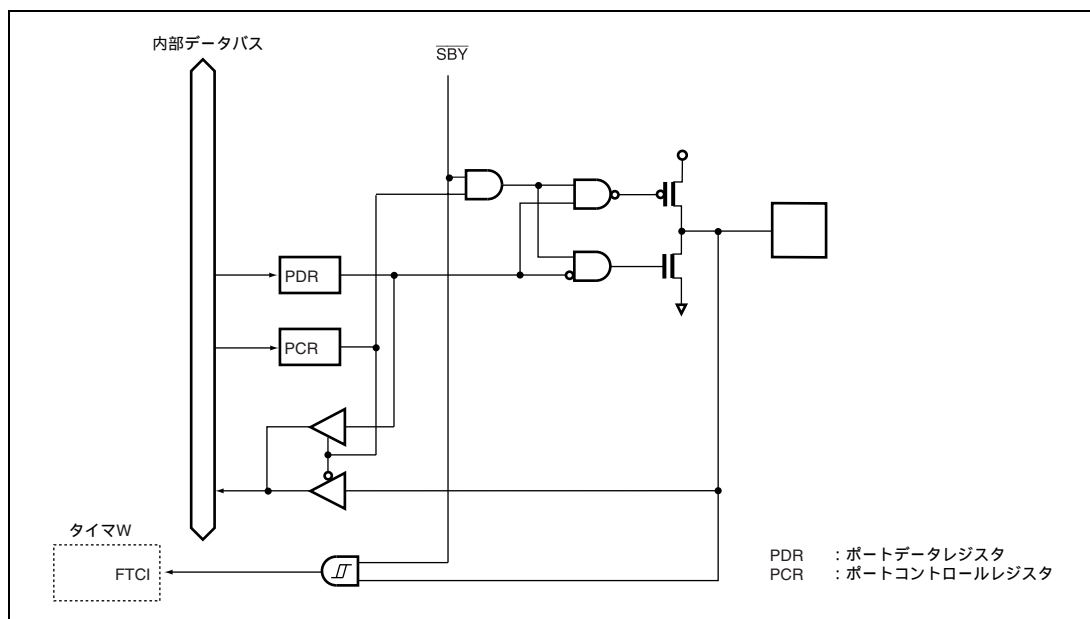 内部データバス
SBY
PDR
PCR
タイマW
FTCI
PDR : ポートデータレジスタ
PCR : ポートコントロールレジスタ